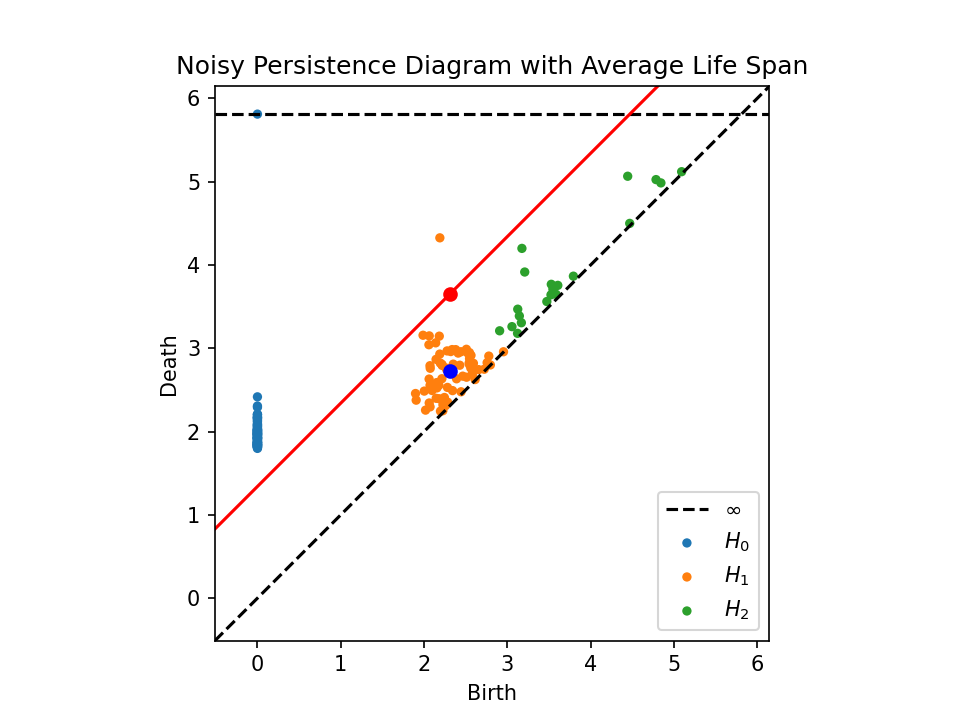 Noisy Persistence Diagram with Average Life Span
6
5
4
3
2
1
0
Death
∞
H₀
H₁
H₂
0 1 2 3 4 5 6
Birth